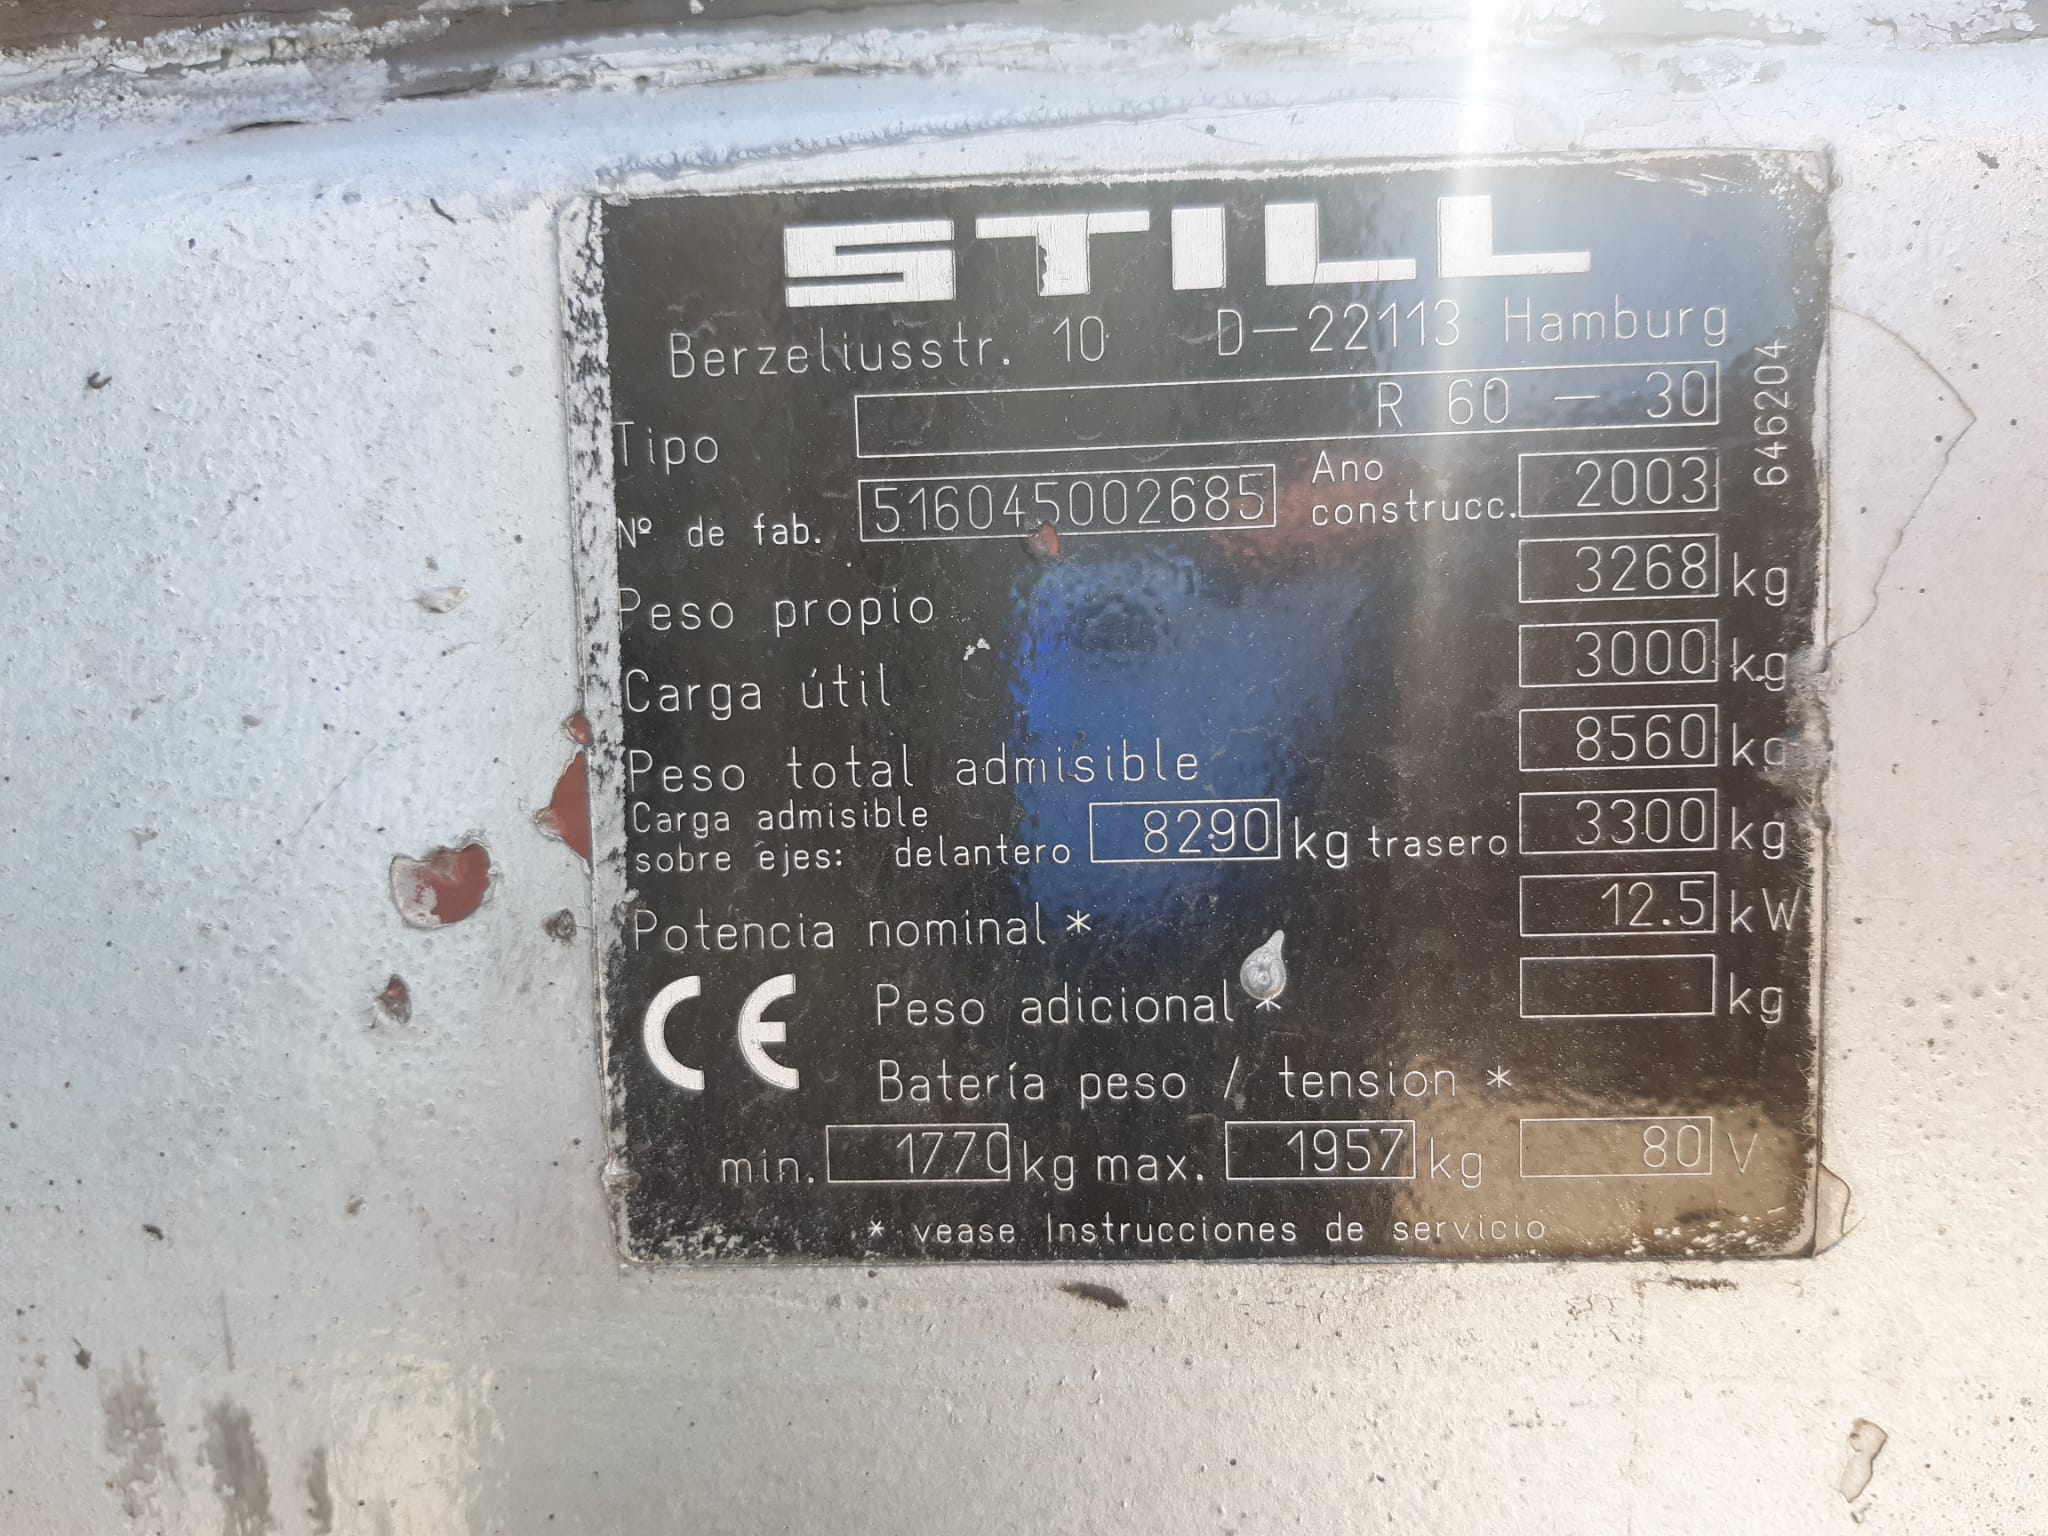 STILL
Berzeliusstr. 10 D-22113 Hamburg
Tipo R 60 - 30
Nº de fab. 516045002685 Ano construcc. 2003
646204
Peso propio 3268 kg
Carga útil 3000 kg
Peso total admisible 8560 kg
Carga admisible
sobre ejes: delantero 8290 kg trasero 3300 kg
Potencia nominal * 12.5 kW
CE Peso adicional * kg
Batería peso / tension *
min. 1770 kg max. 1957 kg 80 V
* vease Instrucciones de servicio